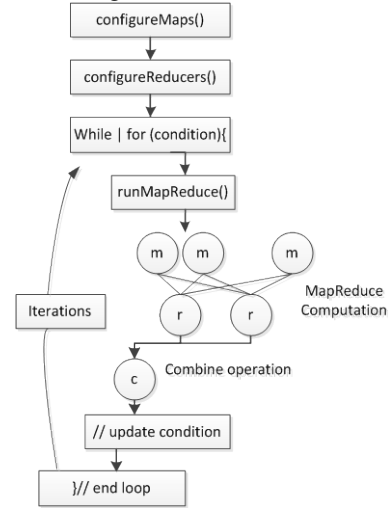 configureMaps()
configureReducers()
While | for (condition){
runMapReduce()
m m m
MapReduce
Computation
r r
Iterations
Combine operation
c
// update condition
}// end loop